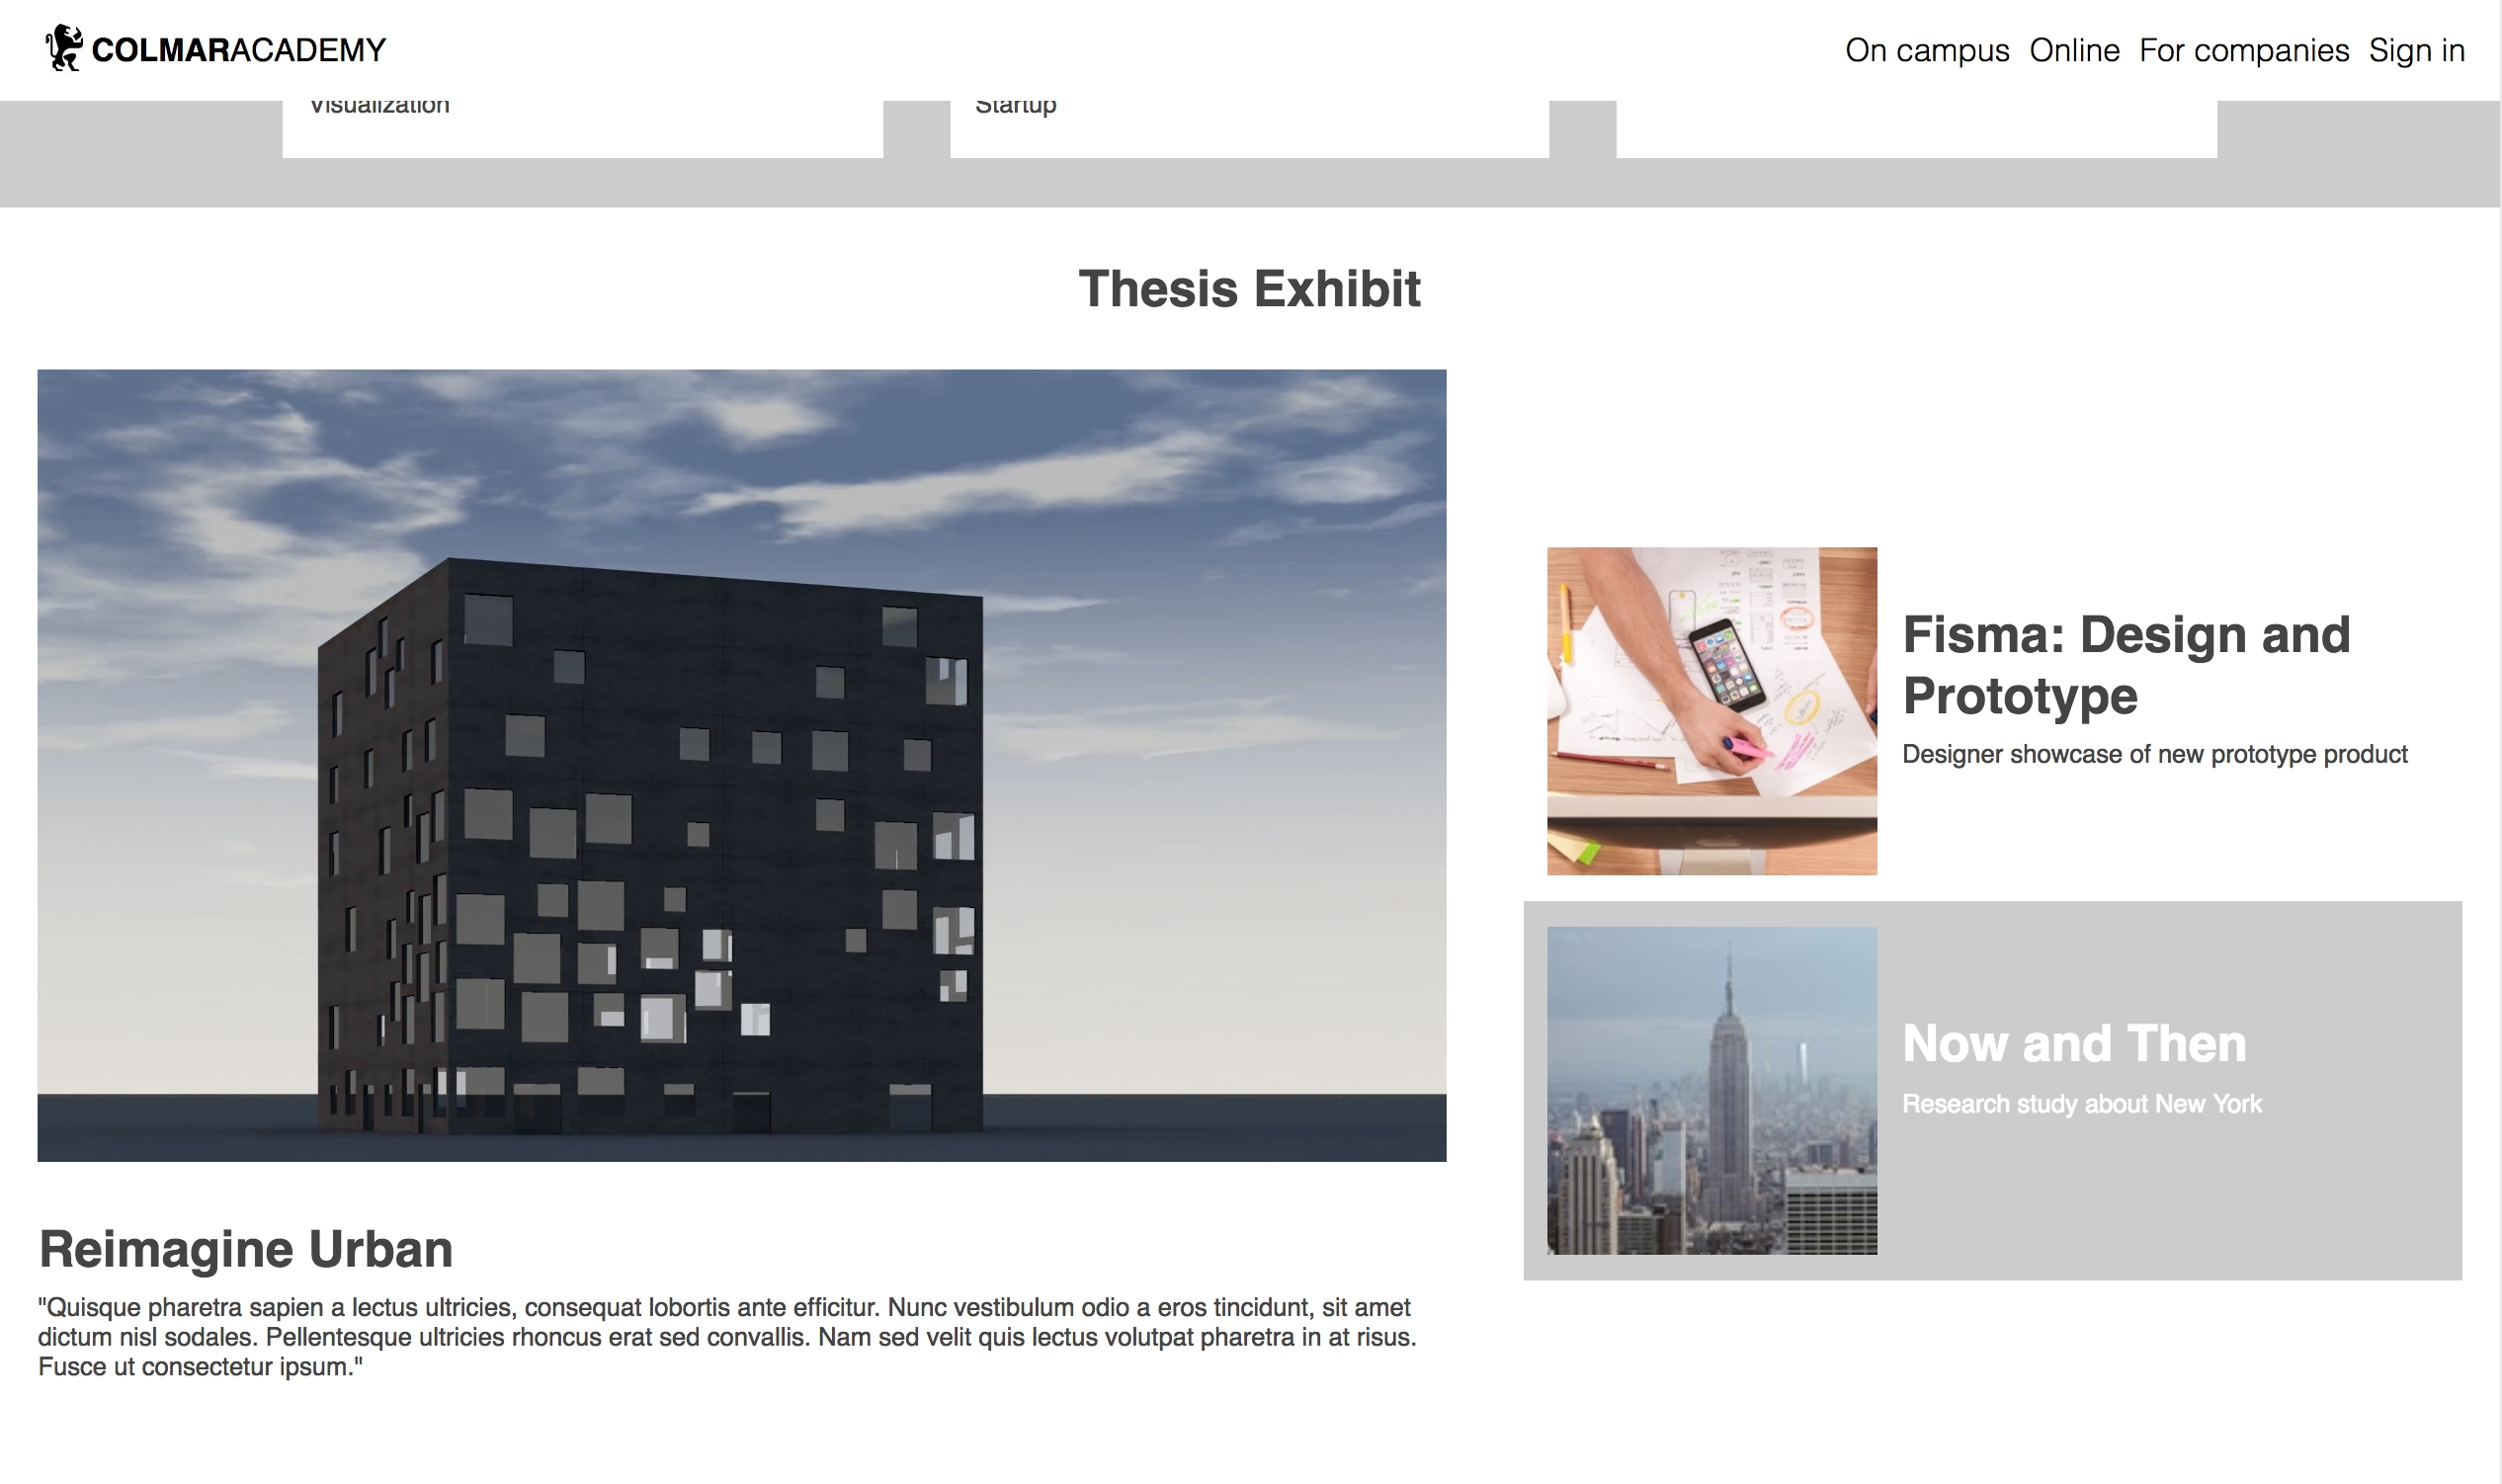 COLMARACADEMY
On campus Online For companies Sign in
Visualization
Startup
Thesis Exhibit
Fisma: Design and
Prototype
Designer showcase of new prototype product
Now and Then
Research study about New York
Reimagine Urban
"Quisque pharetra sapien a lectus ultricies, consequat lobortis ante efficitur. Nunc vestibulum odio a eros tincidunt, sit amet
dictum nisl sodales. Pellentesque ultricies rhoncus erat sed convallis. Nam sed velit quis lectus volutpat pharetra in at risus.
Fusce ut consectetur ipsum."